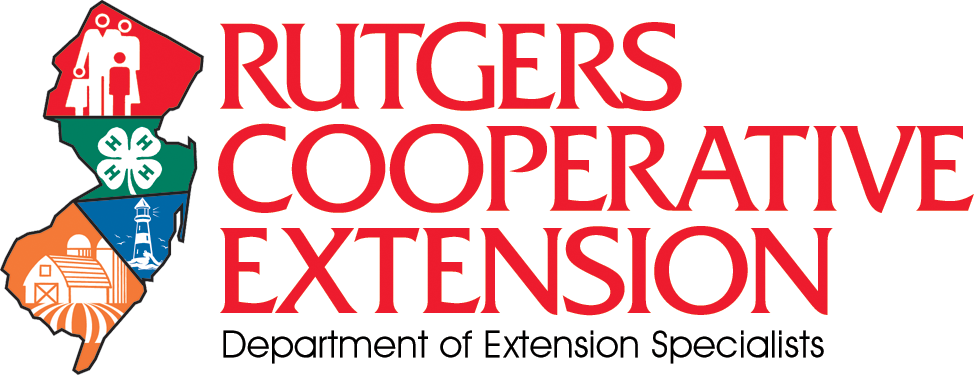 RUTGERS
COOPERATIVE
EXTENSION
Department of Extension Specialists
H H
H H